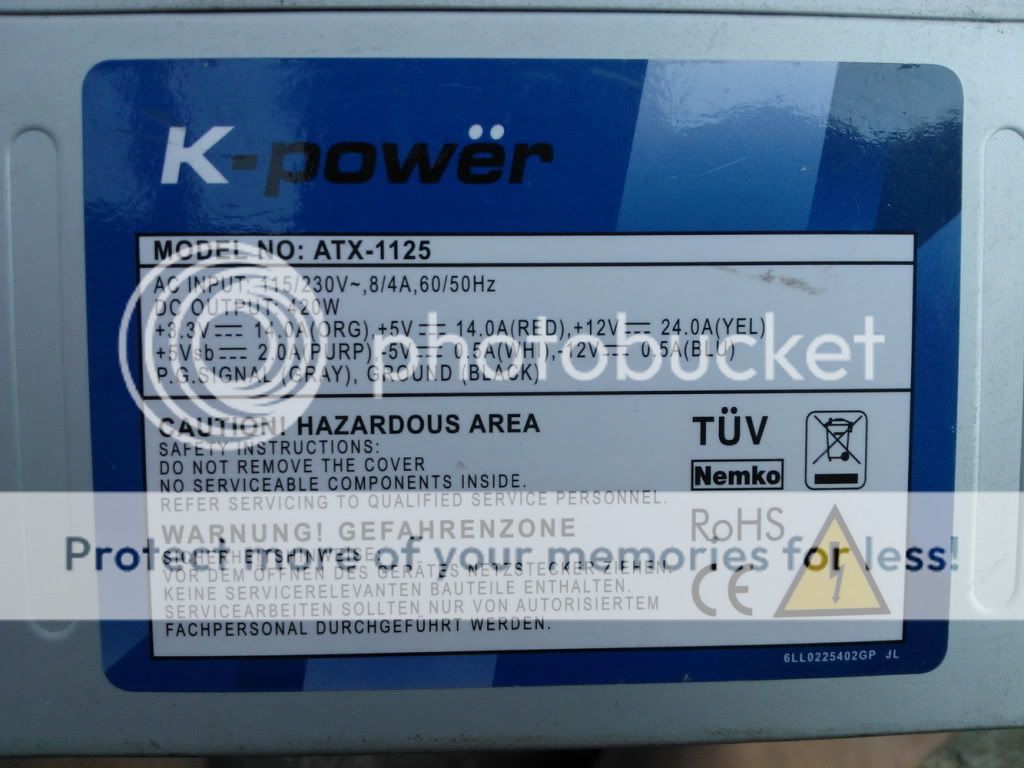 K-powër
MODEL NO: ATX-1125
AC INPUT: 115/230V~,8/4A,60/50Hz
DC OUTPUT: 420W
+3.3V⎓ 14.0A(ORG),+5V⎓ 14.0A(RED),+12V⎓ 24.0A(YEL)
+5Vsb⎓ 2.0A(PURP),-5V⎓ 0.5A(WHI),-12V⎓ 0.5A(BLU)
P.G.SIGNAL (GRAY), GROUND (BLACK)
photobucket
CAUTION! HAZARDOUS AREA
SAFETY INSTRUCTIONS:
DO NOT REMOVE THE COVER
NO SERVICEABLE COMPONENTS INSIDE.
REFER SERVICING TO QUALIFIED SERVICE PERSONNEL.
TÜV
Nemko
WARNUNG! GEFAHRENZONE
SICHERHEITSHINWEISE:
VOR DEM ÖFFNEN DES GERÄTES NETZSTECKER ZIEHEN.
KEINE SERVICERELEVANTEN BAUTEILE ENTHALTEN.
SERVICEARBEITEN SOLLTEN NUR VON AUTORISIERTEM
FACHPERSONAL DURCHGEFÜHRT WERDEN.
RoHS
CE
Protect more of your memories for less!
6LL0225402GP JL